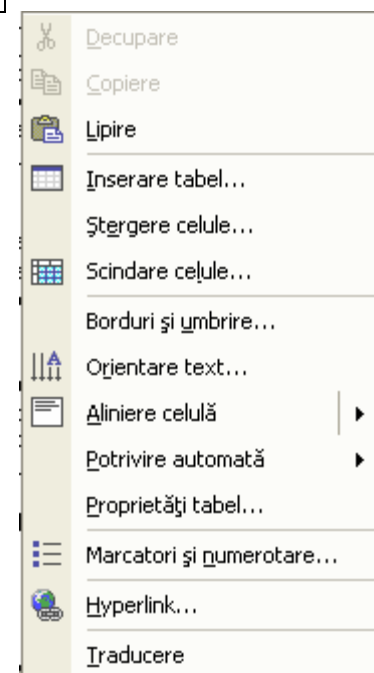 Decupare
Copiere
Lipire
Inserare tabel...
Ştergere celule...
Scindare celule...
Borduri şi umbrire...
Orientare text...
Aliniere celulă
Potrivire automată
Proprietăţi tabel...
Marcatori şi numerotare...
Hyperlink...
Traducere